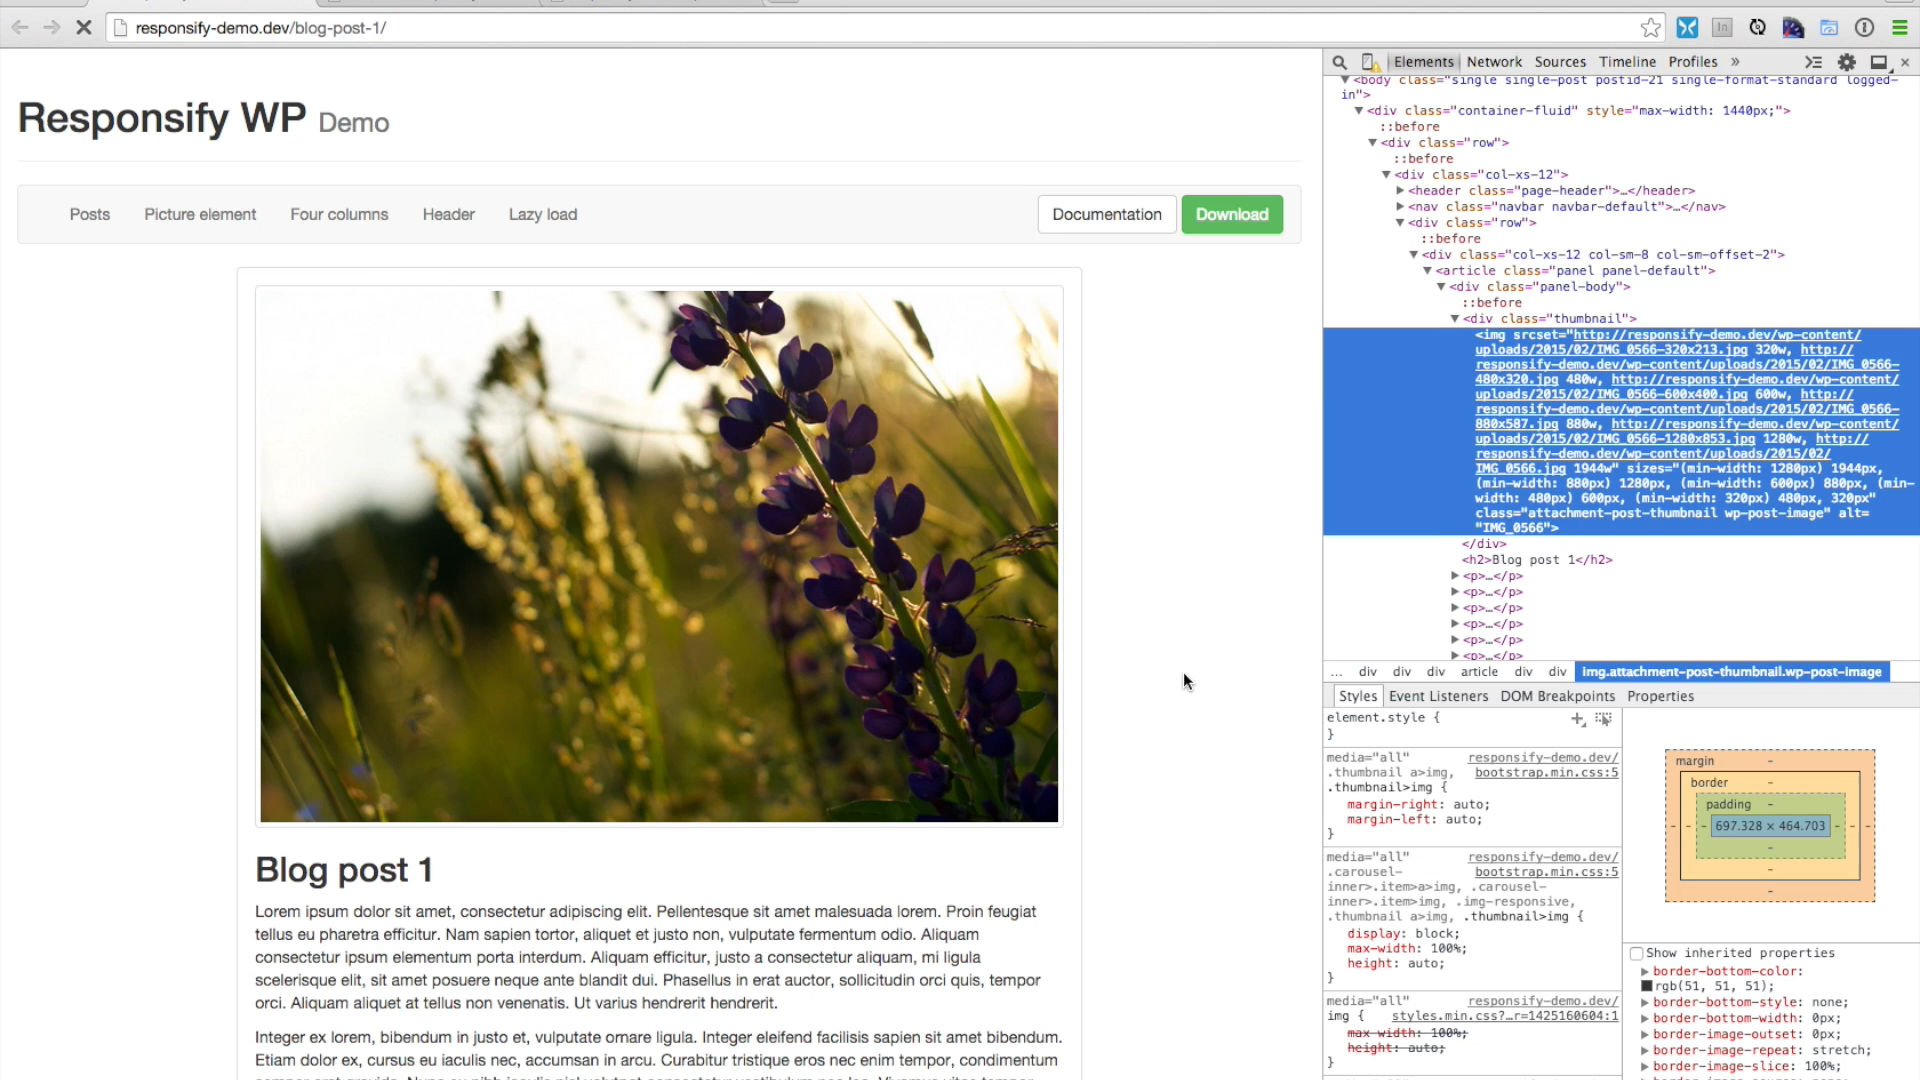 responsify-demo.dev/blog-post-1/
Elements Network Sources Timeline Profiles »
Responsify WP Demo
Posts Picture element Four columns Header Lazy load Documentation Download
Blog post 1
Lorem ipsum dolor sit amet, consectetur adipiscing elit. Pellentesque sit amet malesuada lorem. Proin feugiat
tellus eu pharetra efficitur. Nam sapien tortor, aliquet et justo non, vulputate fermentum odio. Aliquam
consectetur ipsum elementum porta interdum. Aliquam efficitur, justo a consectetur aliquam, mi ligula
scelerisque elit, sit amet posuere neque ante blandit dui. Phasellus in erat auctor, sollicitudin orci quis, tempor
orci. Aliquam aliquet at tellus non venenatis. Ut varius hendrerit hendrerit.
Integer ex lorem, bibendum in justo et, vulputate ornare ligula. Integer eleifend facilisis sapien sit amet bibendum.
Etiam dolor ex, cursus eu iaculis nec, accumsan in arcu. Curabitur tristique eros nec enim tempor, condimentum
<body class="single single-post postid-21 single-format-standard logged-
in">
<div class="container-fluid" style="max-width: 1440px;">
::before
<div class="row">
::before
<div class="col-xs-12">
<header class="page-header">…</header>
<nav class="navbar navbar-default">…</nav>
<div class="row">
::before
<div class="col-xs-12 col-sm-8 col-sm-offset-2">
<article class="panel panel-default">
<div class="panel-body">
::before
<div class="thumbnail">
<img srcset="http://responsify-demo.dev/wp-content/
uploads/2015/02/IMG_0566-320x213.jpg 320w, http://
responsify-demo.dev/wp-content/uploads/2015/02/IMG_0566-
480x320.jpg 480w, http://responsify-demo.dev/wp-content/
uploads/2015/02/IMG_0566-600x400.jpg 600w, http://
responsify-demo.dev/wp-content/uploads/2015/02/IMG_0566-
880x587.jpg 880w, http://responsify-demo.dev/wp-content/
uploads/2015/02/IMG_0566-1280x853.jpg 1280w, http://
responsify-demo.dev/wp-content/uploads/2015/02/
IMG_0566.jpg 1944w" sizes="(min-width: 1280px) 1944px,
(min-width: 880px) 1280px, (min-width: 600px) 880px, (min-
width: 480px) 600px, (min-width: 320px) 480px, 320px"
class="attachment-post-thumbnail wp-post-image" alt=
"IMG_0566">
</div>
<h2>Blog post 1</h2>
<p>…</p>
<p>…</p>
<p>…</p>
<p>…</p>
<p>…</p>
<p>…</p>
... div div div article div div img.attachment-post-thumbnail.wp-post-image
Styles Event Listeners DOM Breakpoints Properties
element.style {
}
media="all" responsify-demo.dev/
.thumbnail a>img, bootstrap.min.css:5
.thumbnail>img {
margin-right: auto;
margin-left: auto;
}
media="all" responsify-demo.dev/
.carousel- bootstrap.min.css:5
inner>.item>a>img, .carousel-
inner>.item>img, .img-responsive,
.thumbnail a>img, .thumbnail>img {
display: block;
max-width: 100%;
height: auto;
}
media="all" responsify-demo.dev/
img { styles.min.css?…r=1425160604:1
max-width: 100%;
height: auto;
}
margin -
border -
padding -
- - - 697.328 × 464.703 - - -
-
-
-
Show inherited properties
border-bottom-color:
rgb(51, 51, 51);
border-bottom-style: none;
border-bottom-width: 0px;
border-image-outset: 0px;
border-image-repeat: stretch;
border-image-slice: 100%;